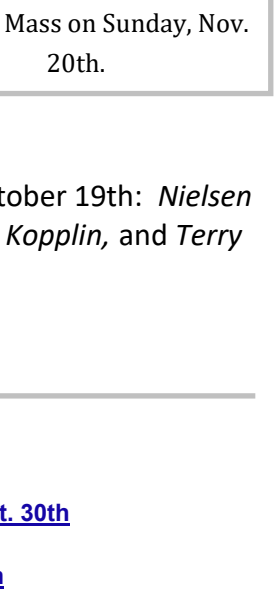 Mass on Sunday, Nov.
20th.
tober 19th: Nielsen
Kopplin, and Terry
t. 30th